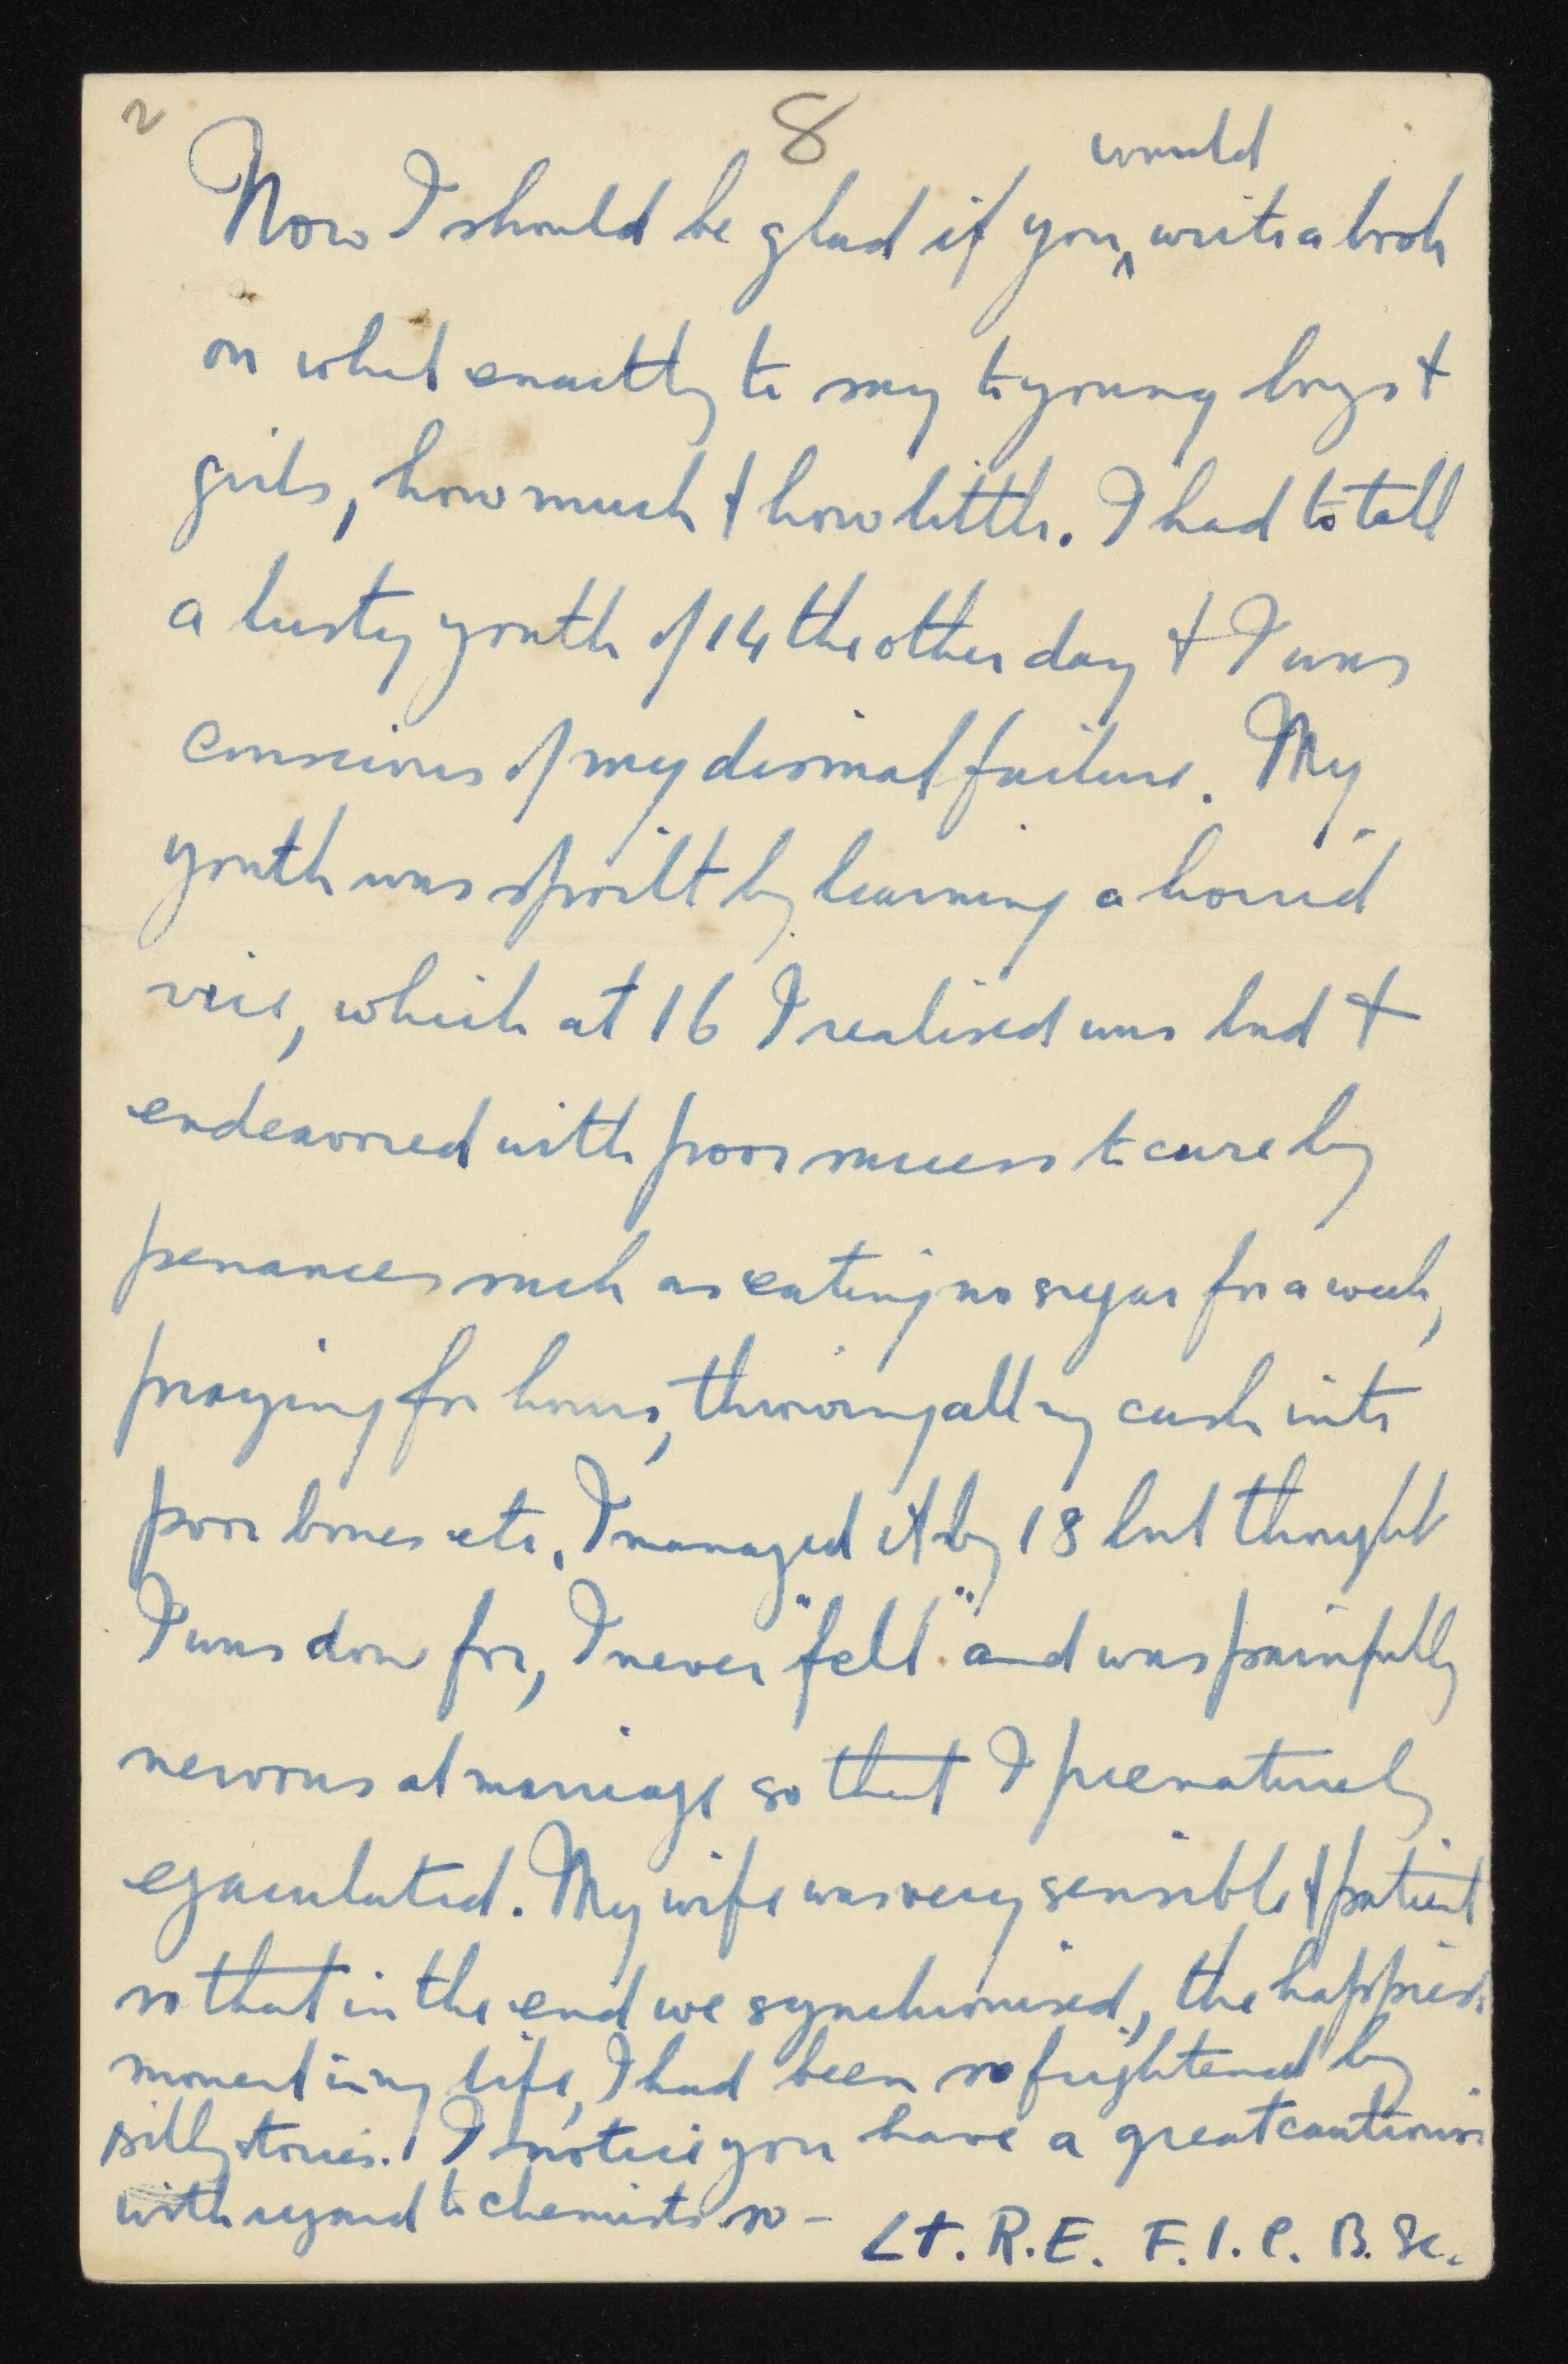 2
8
would
Now I should be glad if you ^ write a book
on what exactly to say to young boys &
girls, how much & how little. I had to tell
a lusty youth of 14 the other day & I was
conscious of my dismal failure. My
youth was spoilt by learning a horrid
vice, which at 16 I realised was bad &
endeavored with poor success to cure by
penances such as eating no sugar for a week,
praying for hours, throwing all my cash into
poor boxes etc. I managed it by 18 but thought
I was done for, I never "fell" and was painfully
nervous at marriage so that I prematurely
ejaculated. My wife was very sensible & patient
so that in the end we synchronised, the happiest
moment in my life, I had been so frightened by
silly stories. I notice you have a great
with regard to chemists so - Lt. R.E. F.I.C. B.Sc.